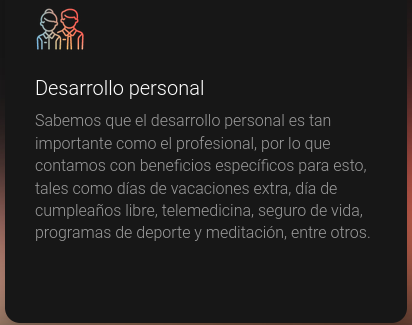 Desarrollo personal
Sabemos que el desarrollo personal es tan
importante como el profesional, por lo que
contamos con beneficios específicos para esto,
tales como días de vacaciones extra, día de
cumpleaños libre, telemedicina, seguro de vida,
programas de deporte y meditación, entre otros.